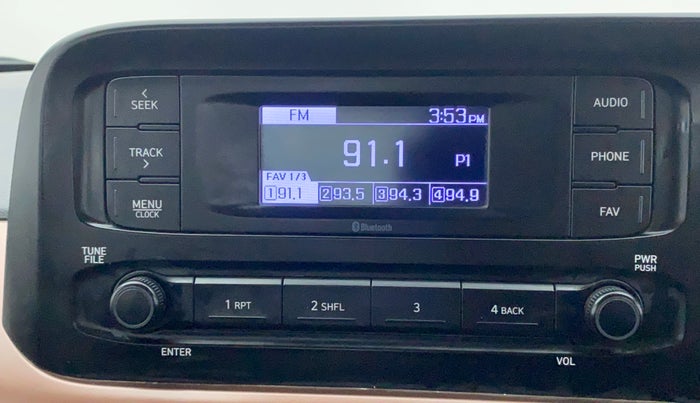 < SEEK
TRACK >
MENU
CLOCK
FM 3:53 PM
91.1 P1
FAV 1/3
1 91.1 2 93.5 3 94.3 4 94.9
Bluetooth
AUDIO
PHONE
FAV
TUNE
FILE
ENTER
1 RPT
2 SHFL
3
4 BACK
PWR
PUSH
VOL